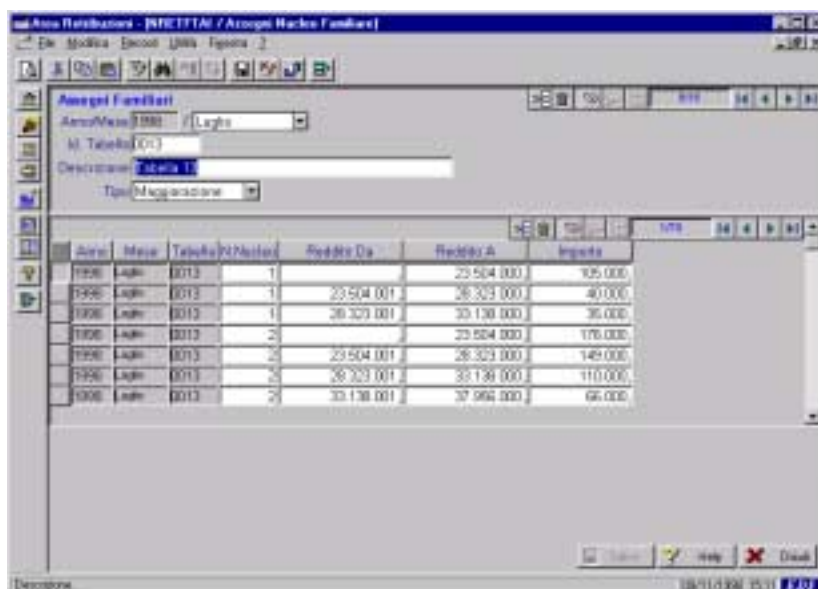 Area Retribuzioni - [NRETFTAI / Assegni Nucleo Familiare]
File Modifica Record Utilità Finestra ?
Assegni Familiari
Anno/Mese 1998 / Luglio
Id. Tabella 0013
Descrizione Tabella 13
Tipo Maggiorazione
Anno Mese Tabella N.Nucleo Reddito Da Reddito A Importo
1998 Luglio 0013 1 , 23.504.000, 105.000,
1998 Luglio 0013 1 23.504.001, 28.323.000, 40.000,
1998 Luglio 0013 1 28.323.001, 33.138.000, 35.000,
1998 Luglio 0013 2 , 23.504.000, 176.000,
1998 Luglio 0013 2 23.504.001, 28.323.000, 149.000,
1998 Luglio 0013 2 28.323.001, 33.138.000, 110.000,
1998 Luglio 0013 2 33.138.001, 37.956.000, 66.000,
Help Chiudi
Descrizione